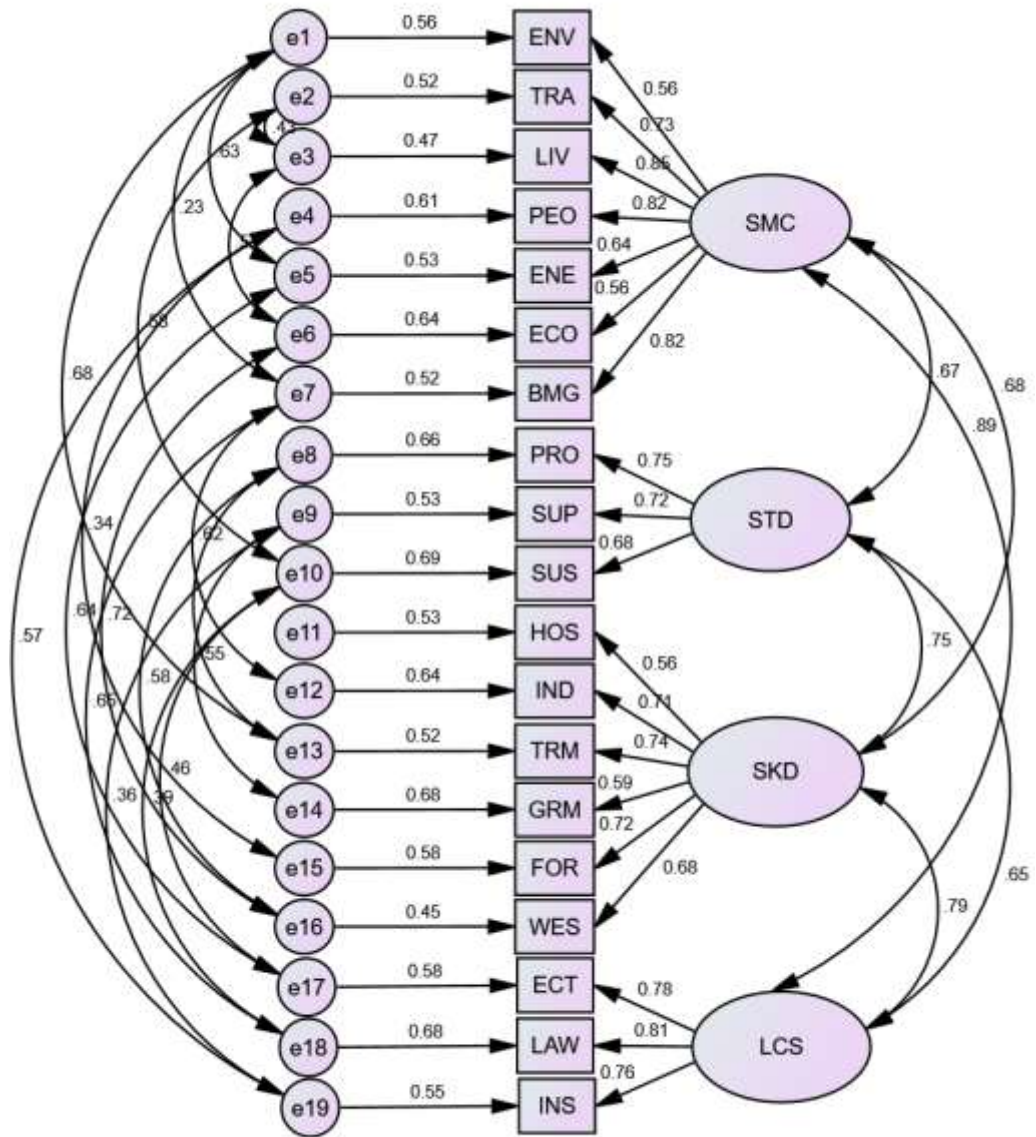 e1 0.56 ENV
0.56
e2 0.52 TRA
0.73
.63
e3 0.47 LIV
0.85
.23
e4 0.61 PEO
0.82
SMC
0.64
e5 0.53 ENE
0.56
e6 0.64 ECO
0.82
.68
e7 0.52 BMG
.67
.68
.89
e8 0.66 PRO
0.75
e9 0.53 SUP
0.72
STD
.34
.62
0.68
e10 0.69 SUS
.57
.64
.72
e11 0.53 HOS
.55
0.56
.75
.58
e12 0.64 IND
0.71
.65
e13 0.52 TRM
0.74
SKD
.46
0.59
.36
.39
e14 0.68 GRM
0.72
e15 0.58 FOR
0.68
.65
.79
e16 0.45 WES
e17 0.58 ECT
0.78
e18 0.68 LAW
0.81
LCS
0.76
e19 0.55 INS